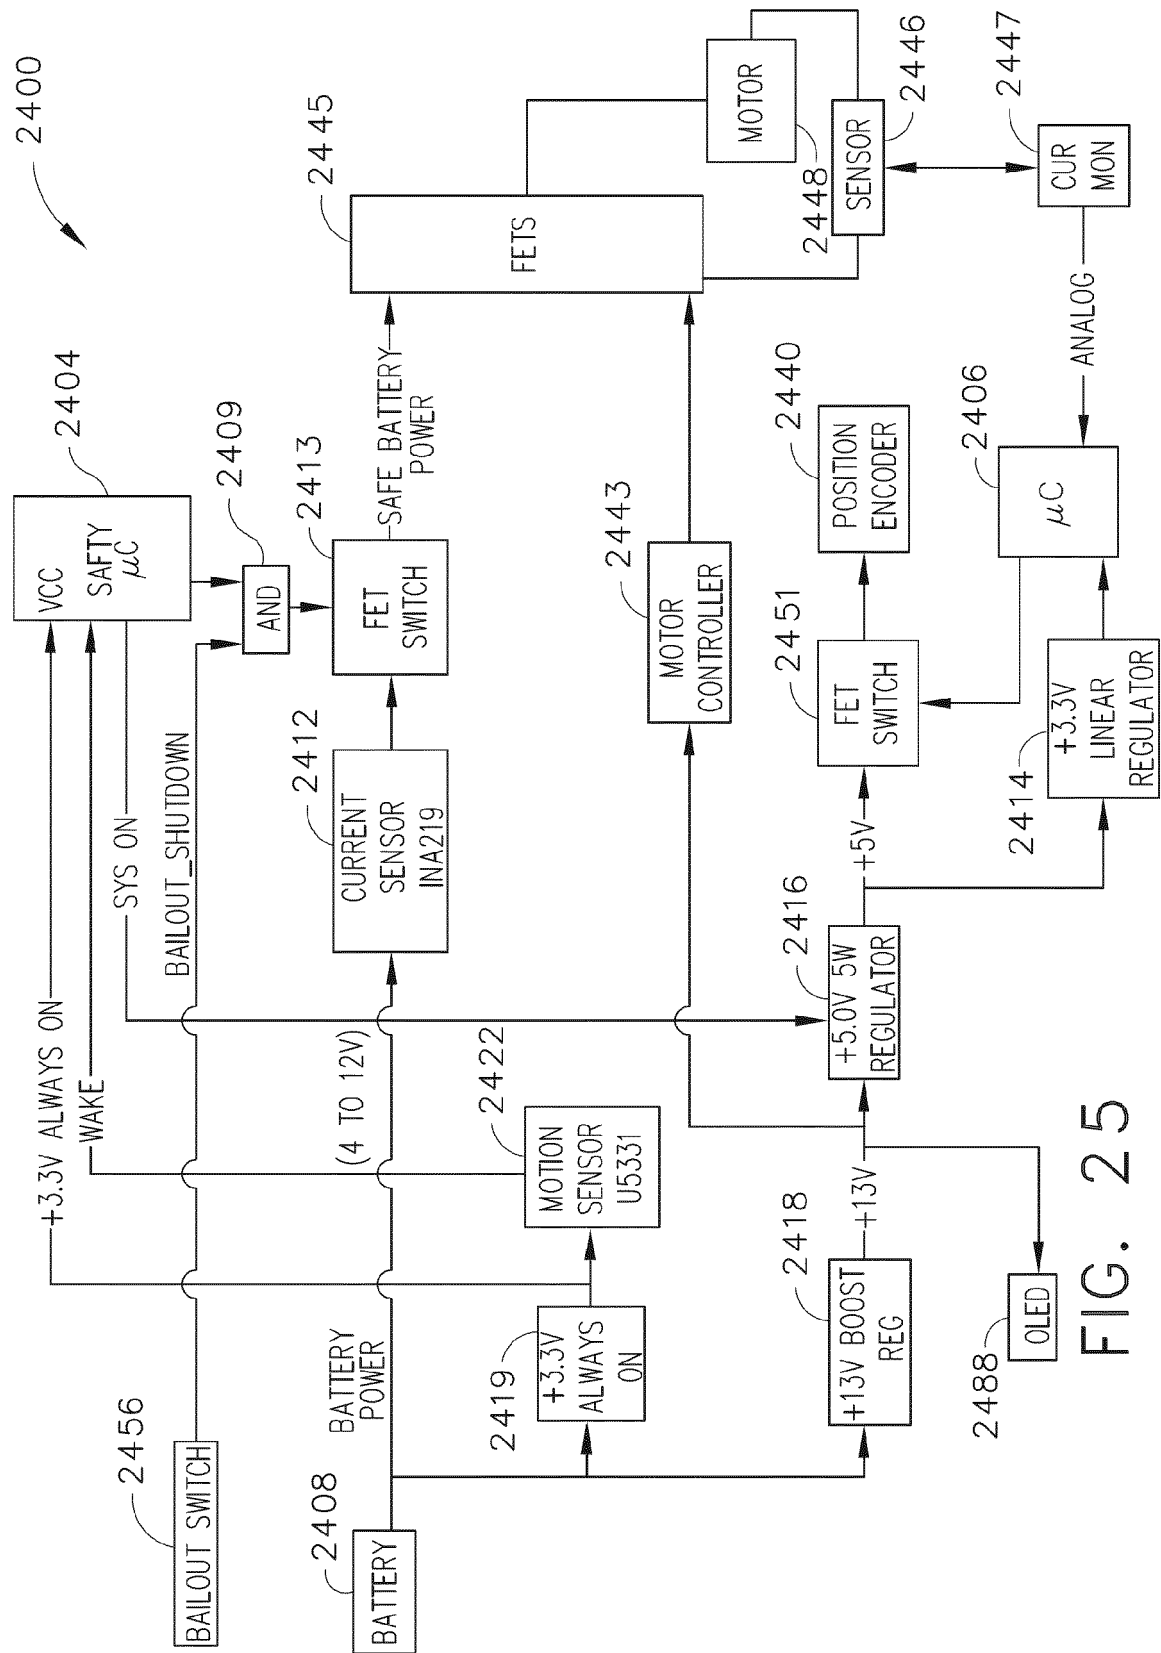 2400
2456
BAILOUT SWITCH
+3.3V ALWAYS ON
WAKE
SYS ON
BAILOUT_SHUTDOWN
2404
VCC
SAFTY
µC
2409
AND
2408
BATTERY
BATTERY
POWER
(4 TO 12V)
2412
CURRENT
SENSOR
INA219
2413
FET
SWITCH
SAFE BATTERY
POWER
2445
FETS
2419
+3.3V
ALWAYS
ON
2422
MOTION
SENSOR
U5331
2443
MOTOR
CONTROLLER
MOTOR
2448
SENSOR
2446
2418
+13V BOOST
REG
+13V
2416
+5.0V 5W
REGULATOR
+5V
2451
FET
SWITCH
2440
POSITION
ENCODER
2488
OLED
2414
+3.3V
LINEAR
REGULATOR
2406
µC
ANALOG
2447
CUR
MON
FIG. 25